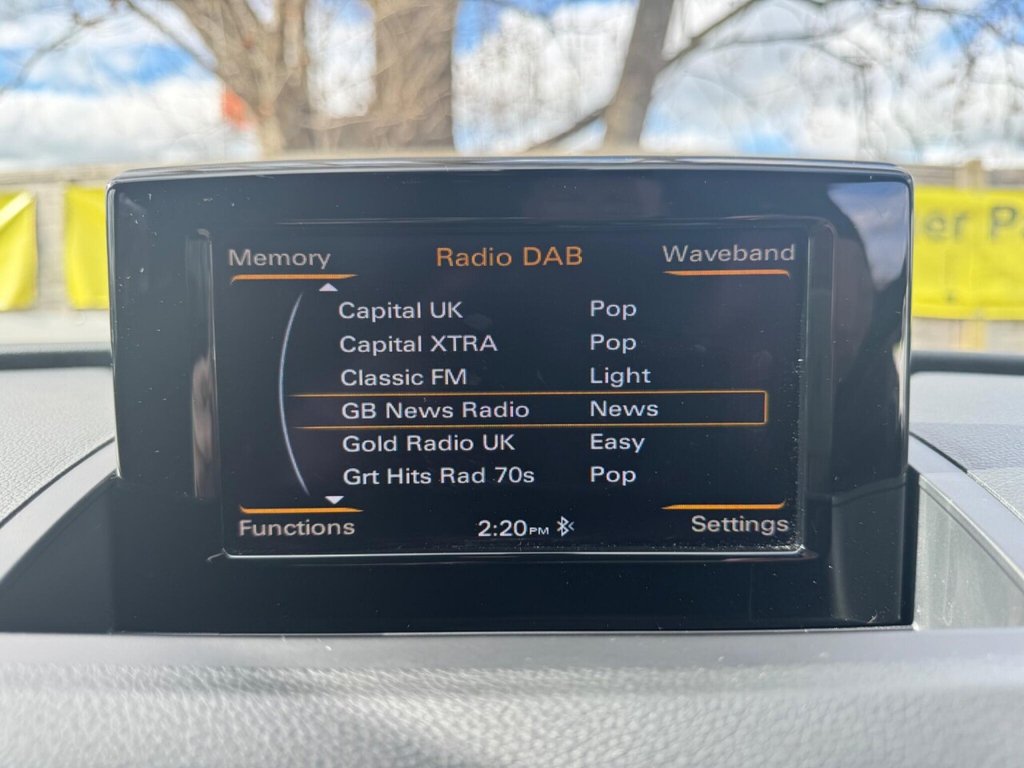 Memory Radio DAB Waveband
Capital UK Pop
Capital XTRA Pop
Classic FM Light
GB News Radio News
Gold Radio UK Easy
Grt Hits Rad 70s Pop
Functions 2:20PM Settings